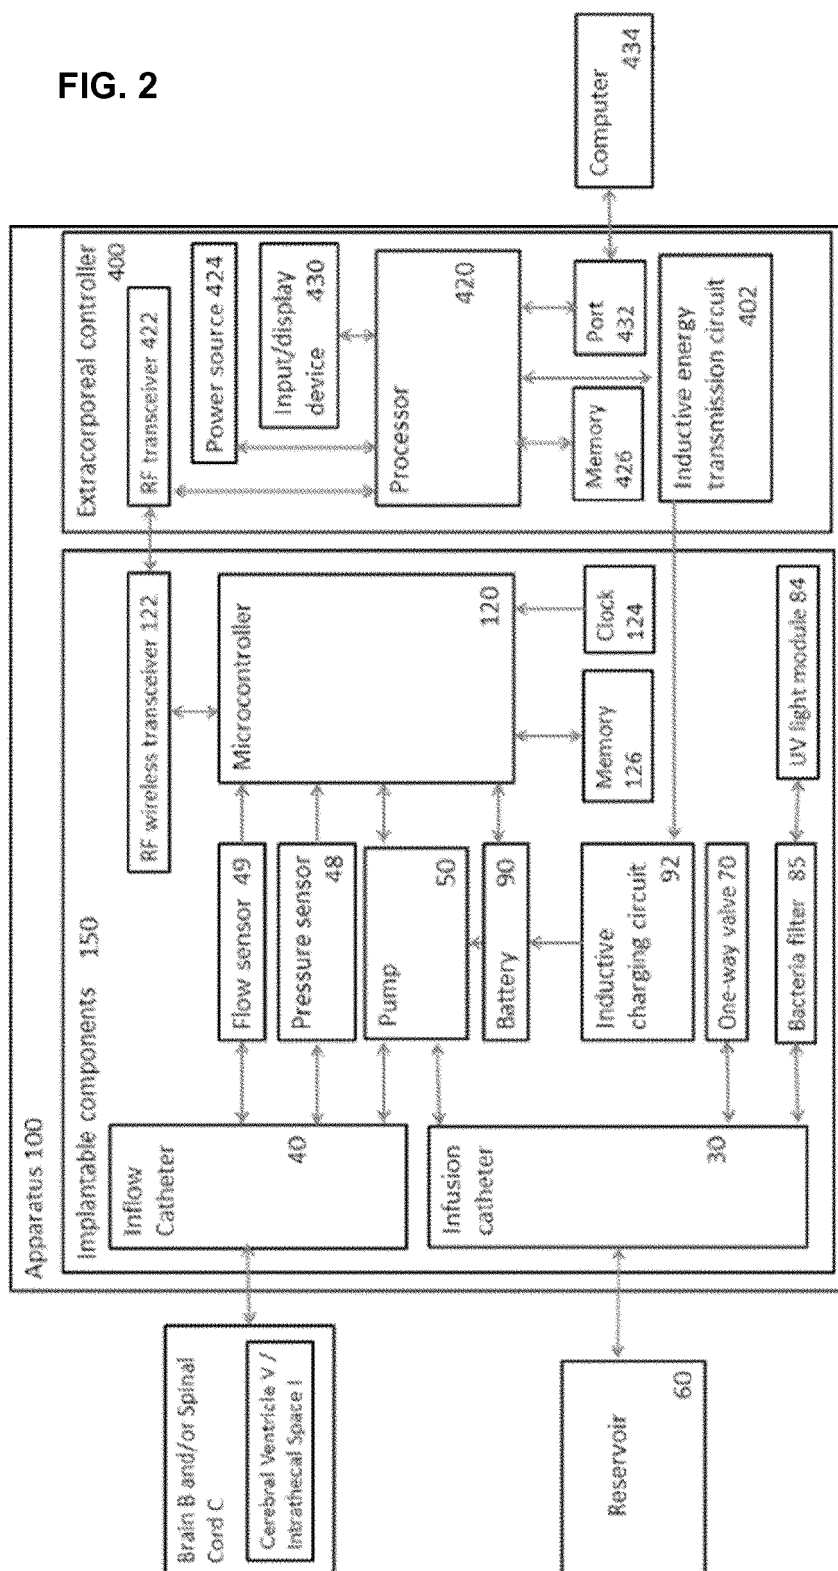 FIG. 2
Apparatus 100
Implantable components 150
Extracorporeal controller
400
Brain B and/or Spinal
Cord C
Cerebral Ventricle V /
Intrathecal Space I
Reservoir
60
Inflow
Catheter
40
Infusion
catheter
30
Flow sensor 49
Pressure sensor
48
Pump
50
Battery
90
Inductive
charging circuit
92
One-way valve 70
Bacteria filter 85
RF wireless transceiver 122
Microcontroller
120
Memory
126
Clock
124
UV light module 84
RF transceiver 422
Power source 424
Input/display
device 430
Processor
420
Memory
426
Port
432
Inductive energy
transmission circuit
402
Computer
434